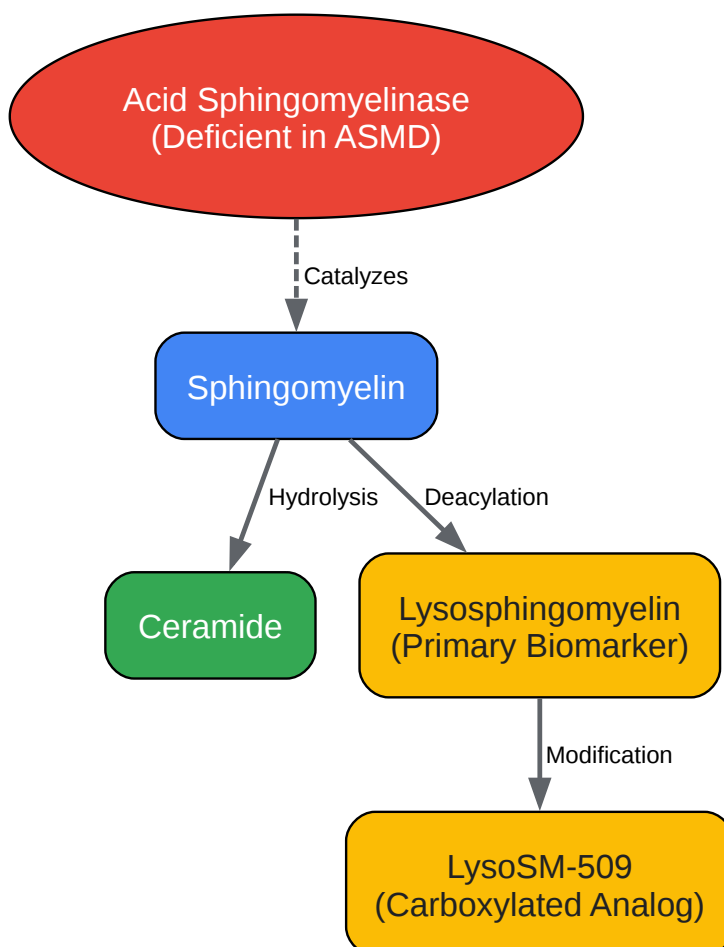 Acid Sphingomyelinase
(Deficient in ASMD)
Catalyzes
Sphingomyelin
Hydrolysis
Deacylation
Ceramide
Lysosphingomyelin
(Primary Biomarker)
Modification
LysoSM-509
(Carboxylated Analog)